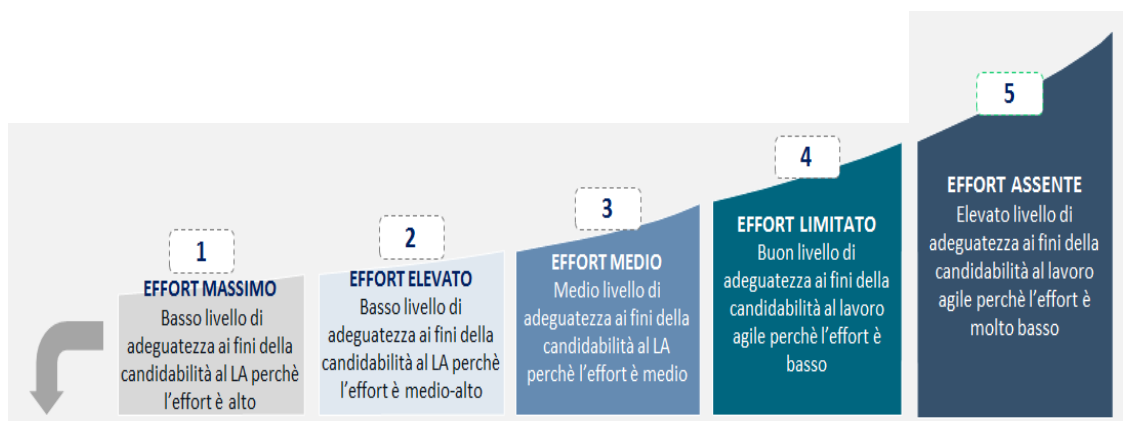 1
EFFORT MASSIMO
Basso livello di
adeguatezza ai fini della
candidabilità al LA perchè
l'effort è alto
2
EFFORT ELEVATO
Basso livello di
adeguatezza ai fini della
candidabilità al LA perchè
l'effort è medio-alto
3
EFFORT MEDIO
Medio livello di
adeguatezza ai fini della
candidabilità al LA
perchè l'effort è medio
4
EFFORT LIMITATO
Buon livello di
adeguatezza ai fini della
candidabilità al lavoro
agile perchè l'effort è
basso
5
EFFORT ASSENTE
Elevato livello di
adeguatezza ai fini della
candidabilità al lavoro
agile perchè l'effort è
molto basso